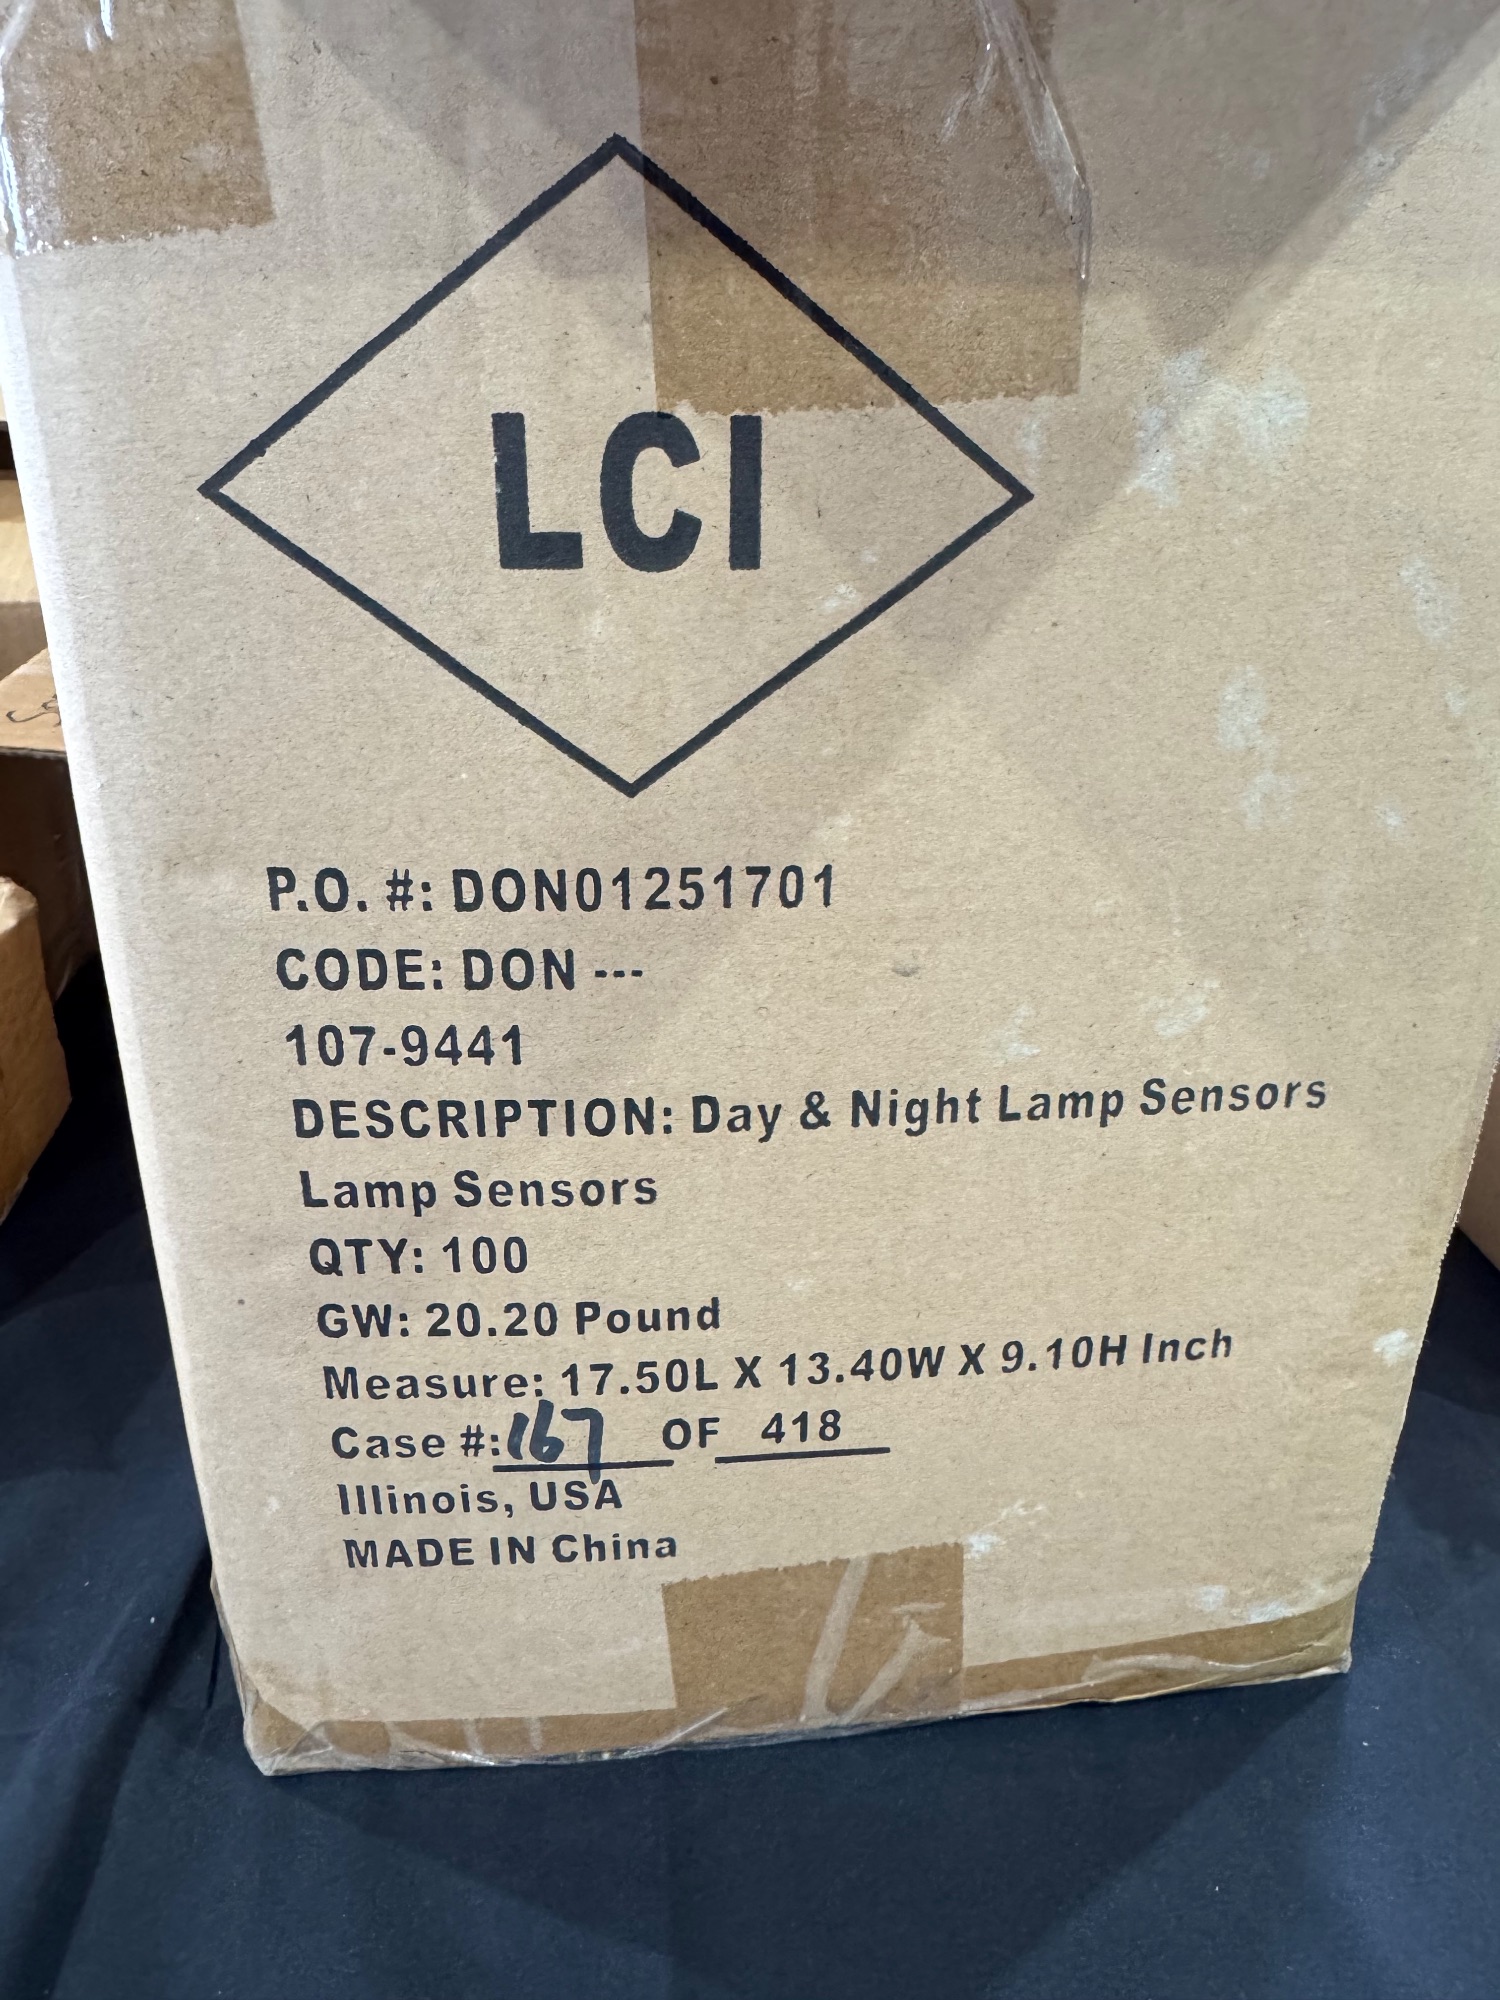 LCI
P.O. #: DON01251701
CODE: DON ---
107-9441
DESCRIPTION: Day & Night Lamp Sensors
Lamp Sensors
QTY: 100
GW: 20.20 Pound
Measure: 17.50L X 13.40W X 9.10H Inch
Case #: 167 OF 418
Illinois, USA
MADE IN China